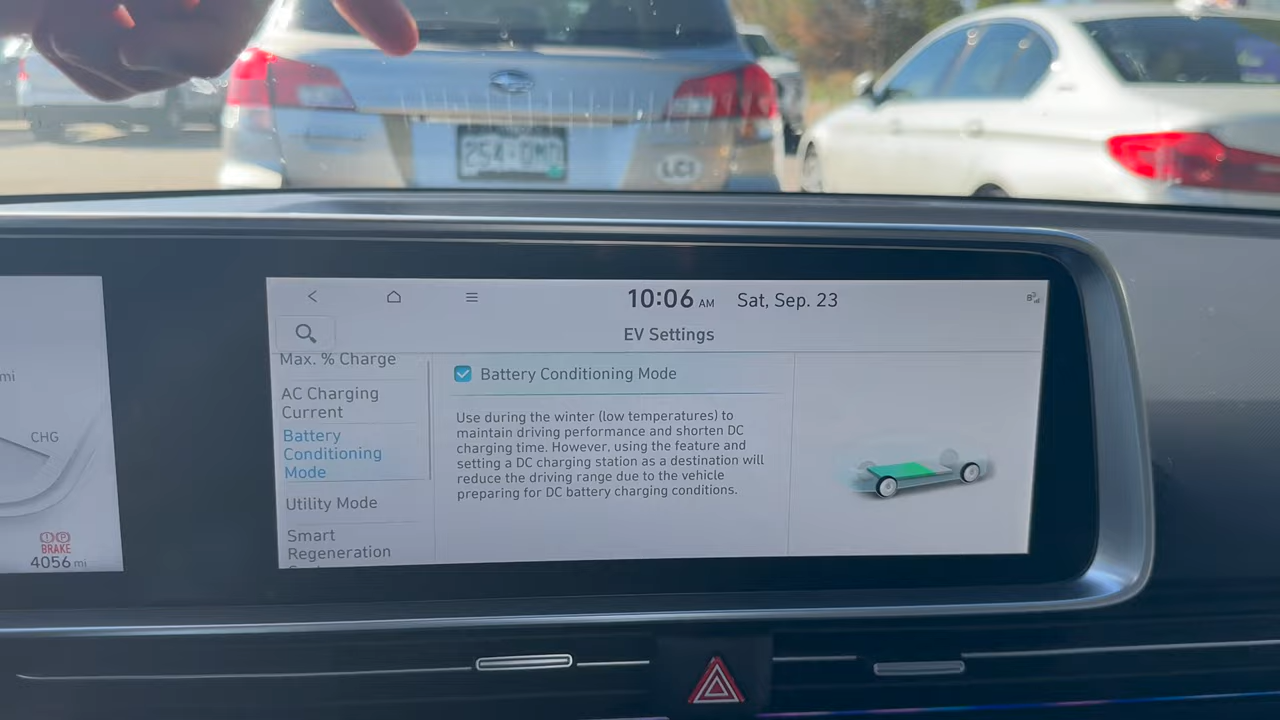 254 OMD
LCI
10:06 AM Sat, Sep. 23
EV Settings
mi
CHG
BRAKE
4056 mi
Max. % Charge
AC Charging
Current
Battery
Conditioning
Mode
Utility Mode
Smart
Regeneration
Battery Conditioning Mode
Use during the winter (low temperatures) to
maintain driving performance and shorten DC
charging time. However, using the feature and
setting a DC charging station as a destination will
reduce the driving range due to the vehicle
preparing for DC battery charging conditions.